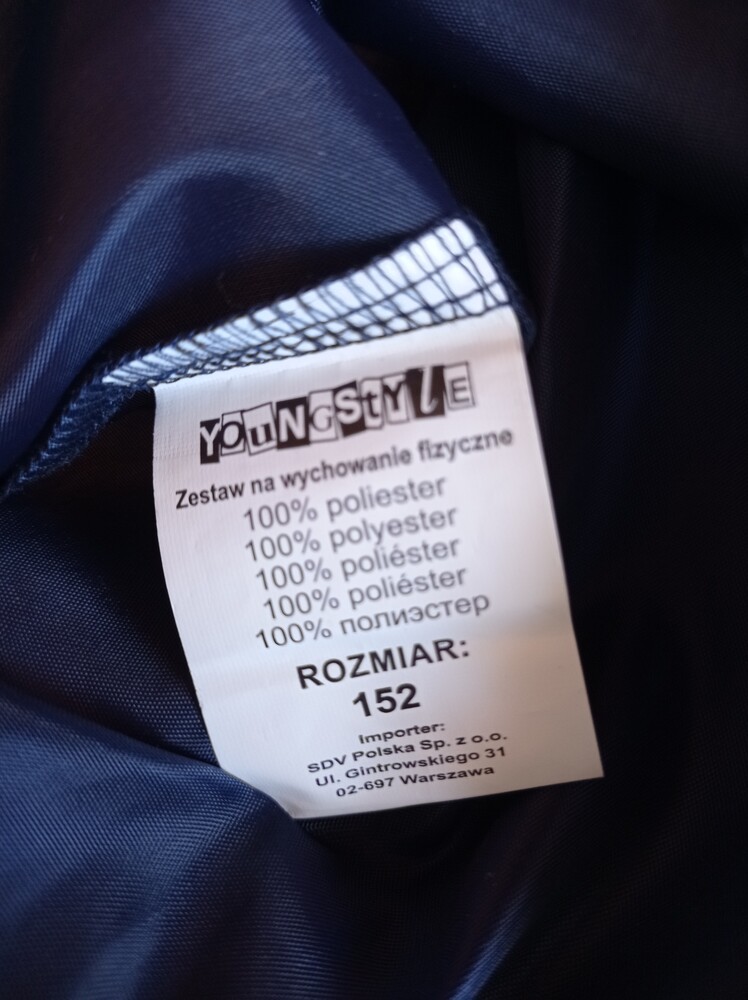 YOUNGSTYLE
Zestaw na wychowanie fizyczne
100% poliester
100% polyester
100% poliéster
100% poliéster
100% полиэстер
ROZMIAR:
152
Importer:
SDV Polska Sp. z o.o.
Ul. Gintrowskiego 31
02-697 Warszawa